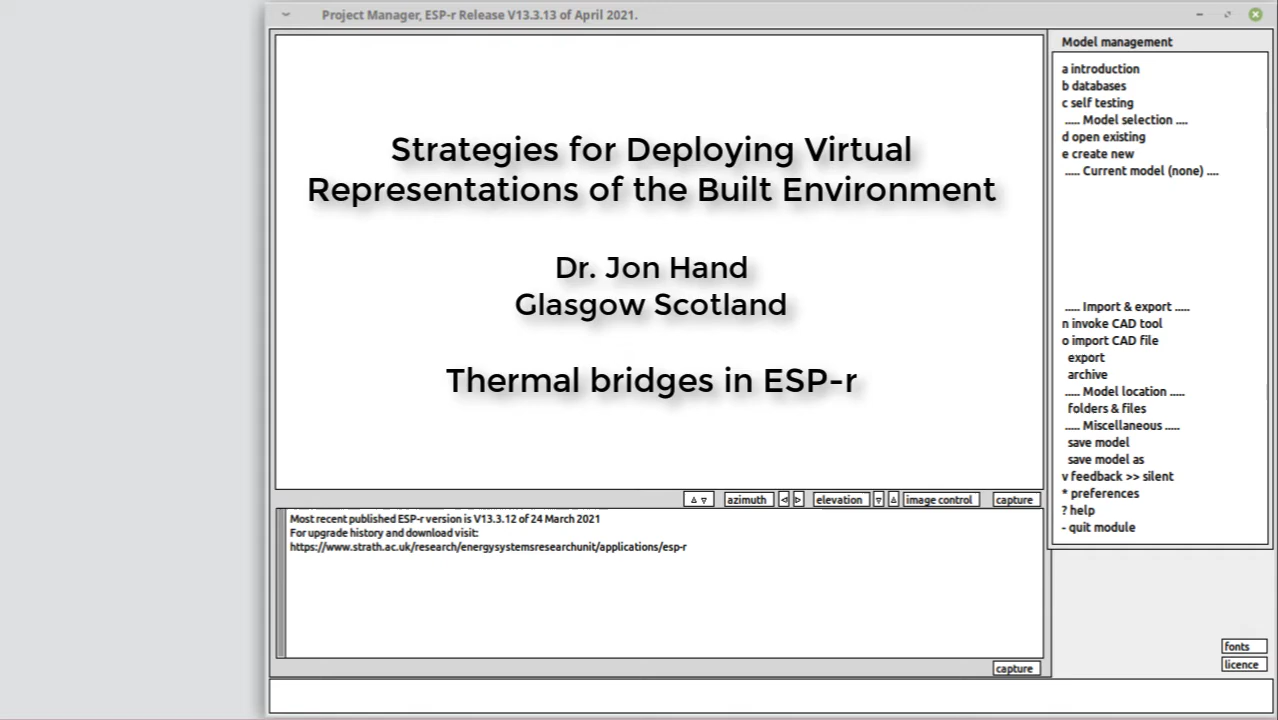 Project Manager, ESP-r Release V13.3.13 of April 2021.
Strategies for Deploying Virtual
Representations of the Built Environment
Dr. Jon Hand
Glasgow Scotland
Thermal bridges in ESP-r
azimuth
elevation
image control
capture
Most recent published ESP-r version is V13.3.12 of 24 March 2021
For upgrade history and download visit:
https://www.strath.ac.uk/research/energysystemsresearchunit/applications/esp-r
capture
Model management
a introduction
b databases
c self testing
..... Model selection ....
d open existing
e create new
..... Current model (none) ....
..... Import & export .....
n invoke CAD tool
o import CAD file
export
archive
..... Model location .....
folders & files
..... Miscellaneous .....
save model
save model as
v feedback >> silent
* preferences
? help
- quit module
fonts
licence